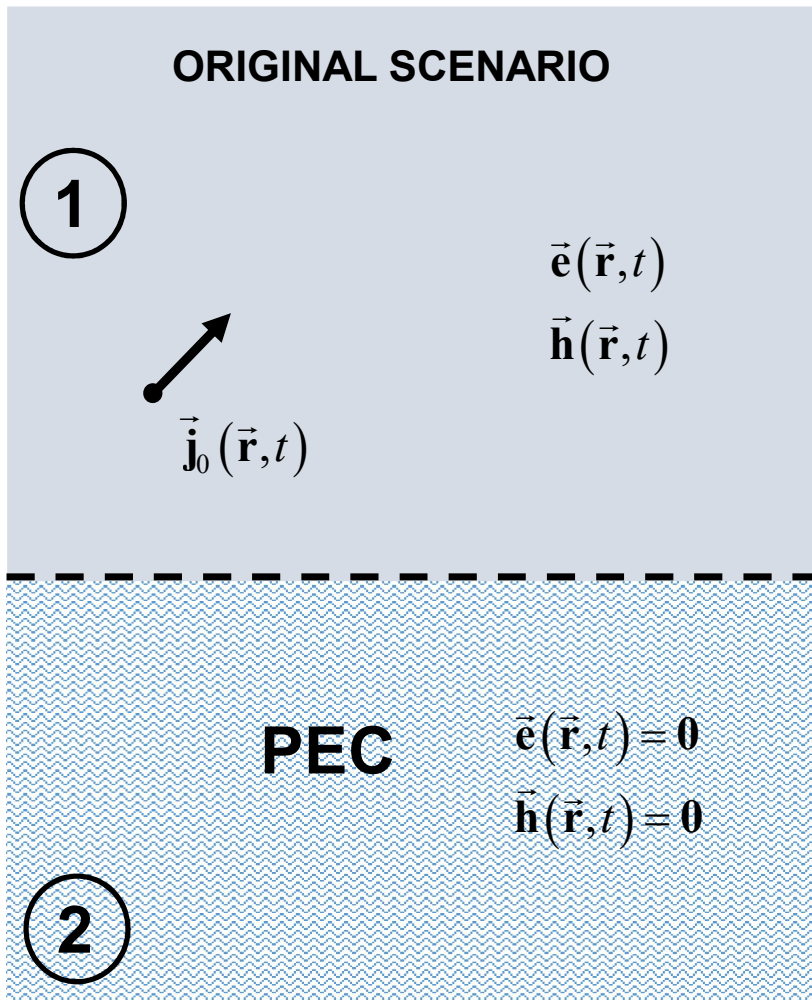 ORIGINAL SCENARIO
1
e⃗(r⃗,t)
h⃗(r⃗,t)
j⃗₀(r⃗,t)
PEC
e⃗(r⃗,t) = 0
h⃗(r⃗,t) = 0
2